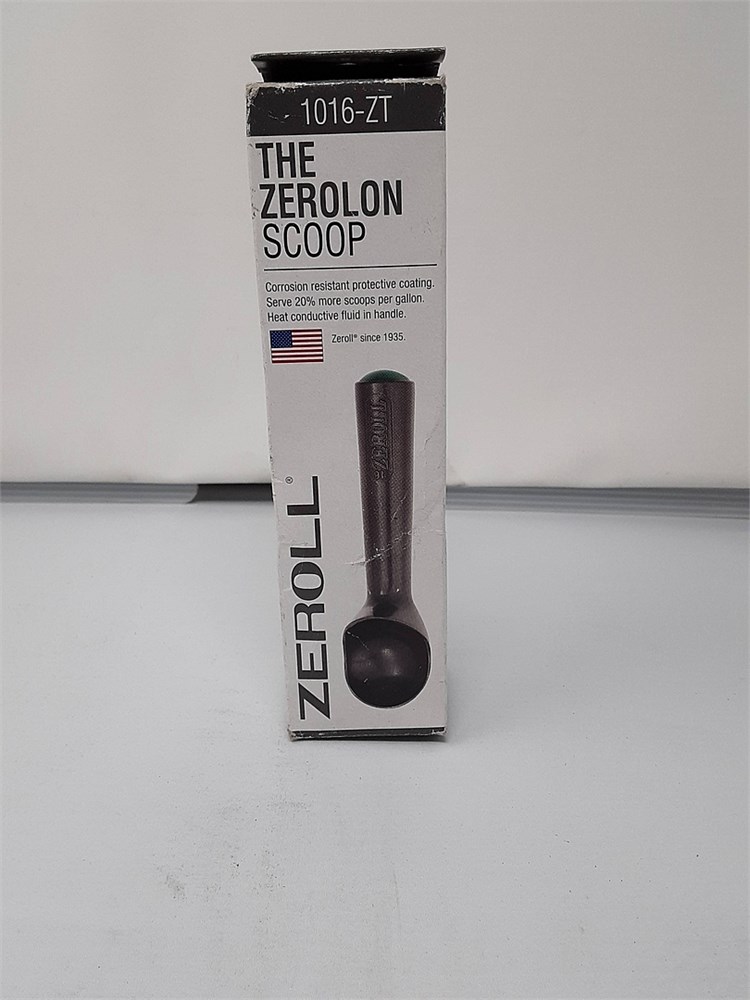 1016-ZT
THE
ZEROLON
SCOOP
Corrosion resistant protective coating.
Serve 20% more scoops per gallon.
Heat conductive fluid in handle.
Zeroll® since 1935.
ZEROLL
ZEROLL®